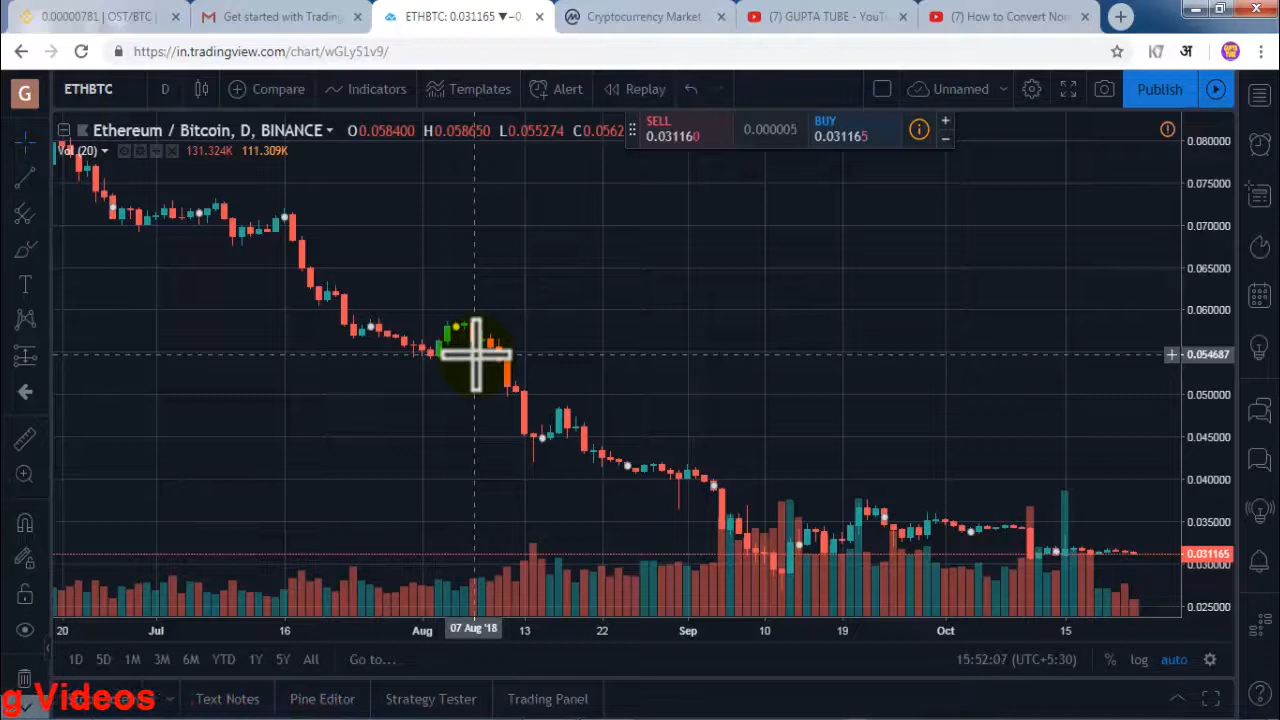 0.00000781 | OST/BTC |
Get started with Trading
ETHBTC: 0.031165 ▼−0
Cryptocurrency Market
(7) GUPTA TUBE - YouT
(7) How to Convert Non
https://in.tradingview.com/chart/wGLy51v9/
अ
G
ETHBTC
D
Compare
Indicators
Templates
Alert
Replay
Unnamed
Publish
Ethereum / Bitcoin, D, BINANCE
O0.058400 H0.058650 L0.055274 C0.0562
SELL
0.031160
0.000005
BUY
0.031165
Vol (20)
131.324K 111.309K
0.080000
0.075000
0.070000
0.065000
0.060000
0.054687
0.050000
0.045000
0.040000
0.035000
0.031165
0.030000
0.025000
20 Jul 16 Aug 07 Aug '18 13 22 Sep 10 19 Oct 15
1D 5D 1M 3M 6M YTD 1Y 5Y All Go to...
15:52:07 (UTC+5:30) % log auto
g Videos
Text Notes
Pine Editor
Strategy Tester
Trading Panel